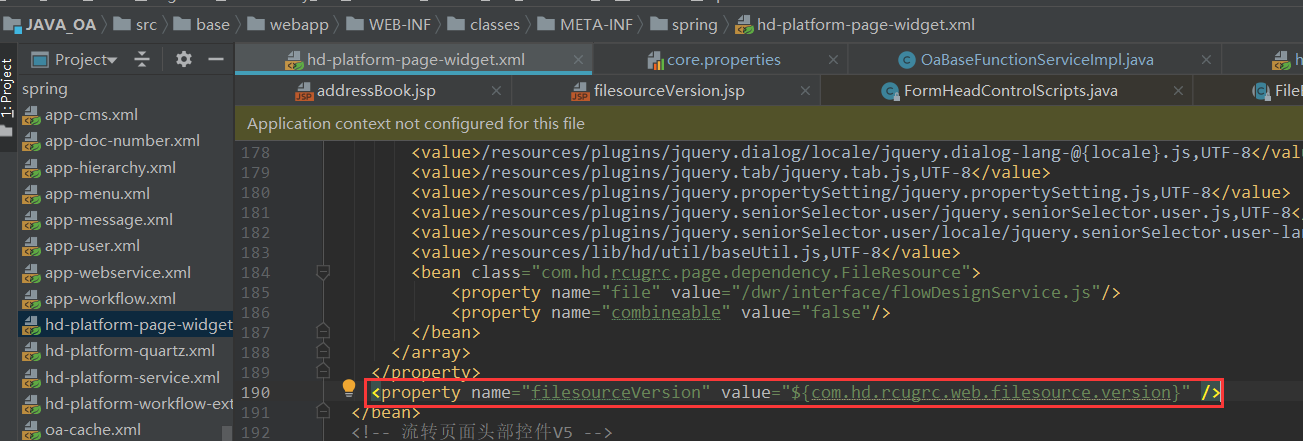 JAVA_OA src base webapp WEB-INF classes META-INF spring hd-platform-page-widget.xml
1: Project
Project
hd-platform-page-widget.xml core.properties OaBaseFunctionServiceImpl.java
addressBook.jsp filesourceVersion.jsp FormHeadControlScripts.java
Application context not configured for this file
spring
app-cms.xml
app-doc-number.xml
app-hierarchy.xml
app-menu.xml
app-message.xml
app-user.xml
app-webservice.xml
app-workflow.xml
hd-platform-page-widget
hd-platform-quartz.xml
hd-platform-service.xml
hd-platform-workflow-ext
oa-cache.xml
178 <value>/resources/plugins/jquery.dialog/locale/jquery.dialog-lang-@{locale}.js,UTF-8</va
179 <value>/resources/plugins/jquery.tab/jquery.tab.js,UTF-8</value>
180 <value>/resources/plugins/jquery.propertySetting/jquery.propertySetting.js,UTF-8</value>
181 <value>/resources/plugins/jquery.seniorSelector.user/jquery.seniorSelector.user.js,UTF-8
182 <value>/resources/plugins/jquery.seniorSelector.user/locale/jquery.seniorSelector.user-la
183 <value>/resources/lib/hd/util/baseUtil.js,UTF-8</value>
184 <bean class="com.hd.rcugrc.page.dependency.FileResource">
185 <property name="file" value="/dwr/interface/flowDesignService.js"/>
186 <property name="combineable" value="false"/>
187 </bean>
188 </array>
189 </property>
190 <property name="filesourceVersion" value="${com.hd.rcugrc.web.filesource.version}" />
191 </bean>
192 <!-- 流转页面头部控件V5 -->